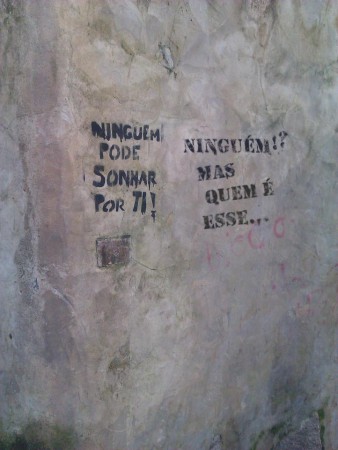 NINGUÉM
PODE
SONHAR
POR TI!
NINGUÉM!?
MAS
QUEM É
ESSE...